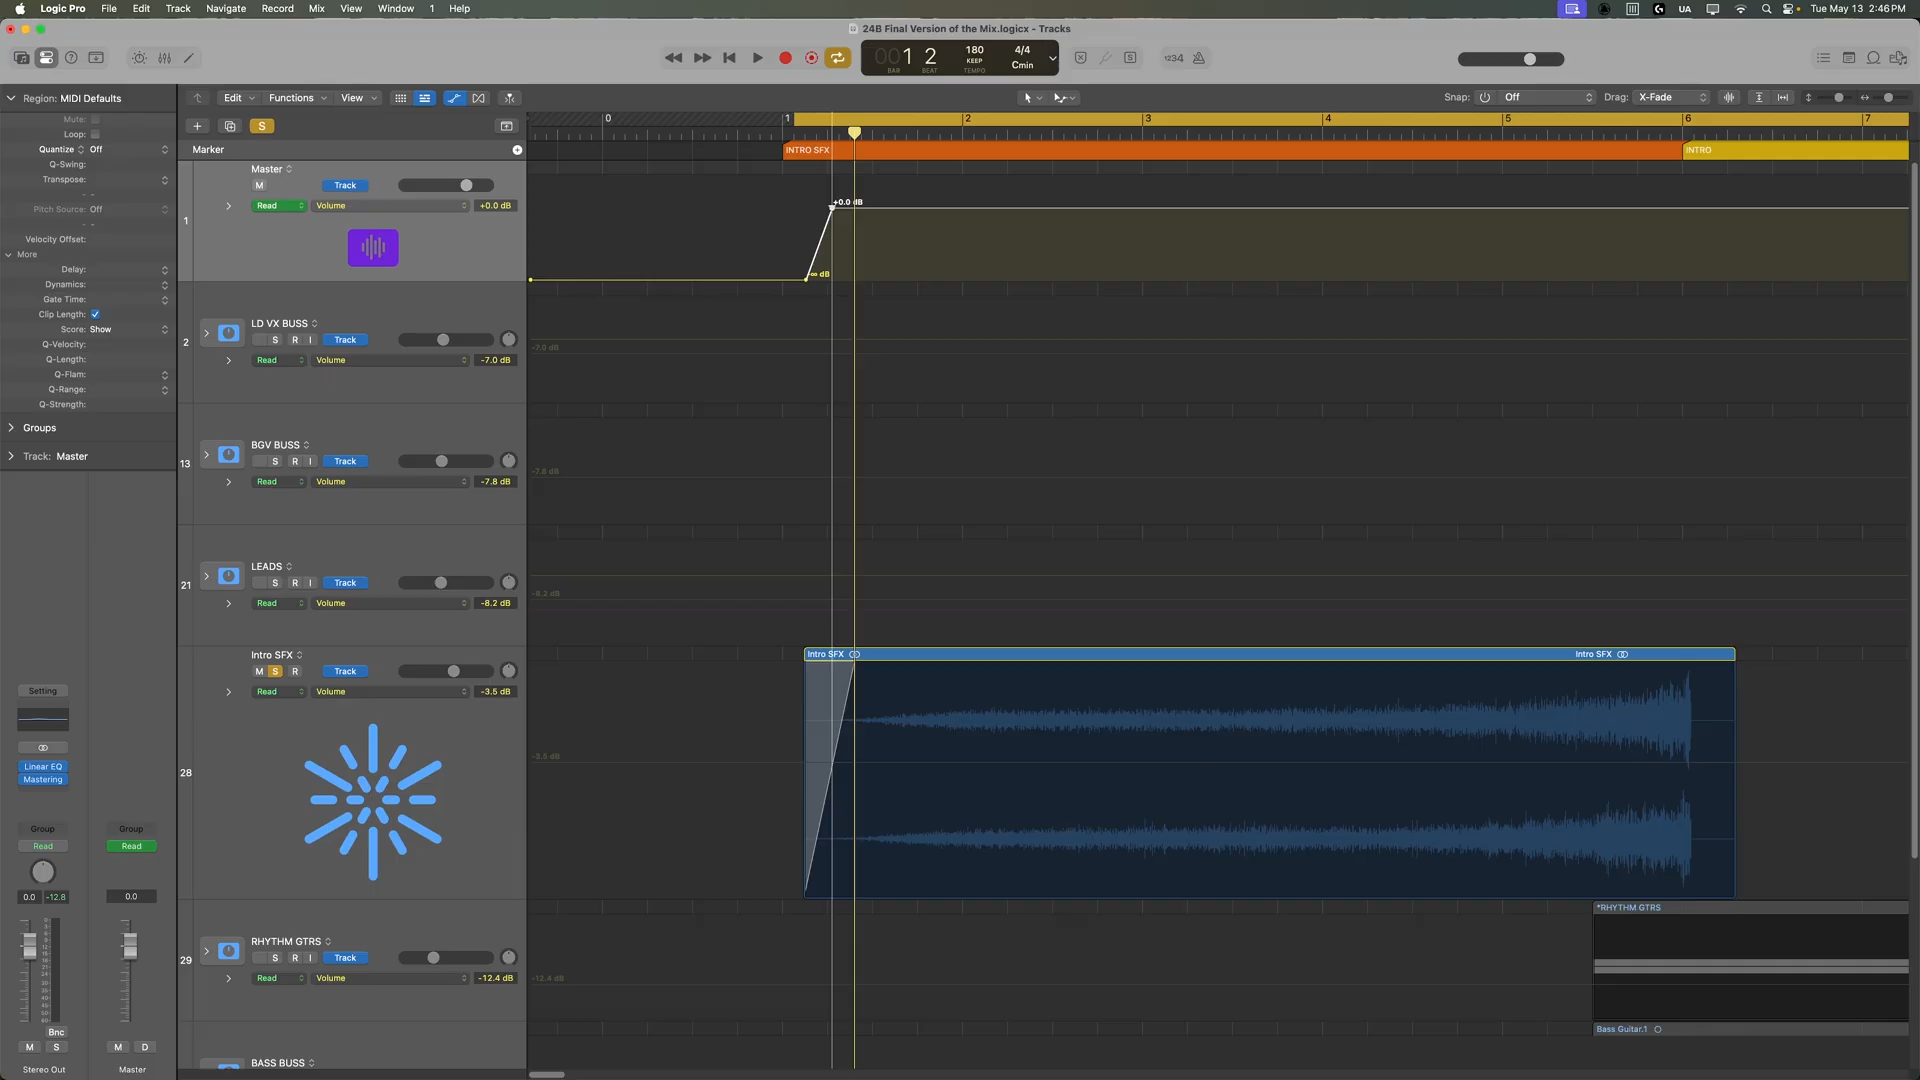 Logic Pro File Edit Track Navigate Record Mix View Window 1 Help
UA Tue May 13 2:46 PM
24B Final Version of the Mix.logicx - Tracks
001 2 180 4/4
KEEP Cmin
BAR BEAT TEMPO
1234
Region: MIDI Defaults
Edit Functions View
Snap: Off Drag: X-Fade
Mute:
Loop:
Quantize Off
Q-Swing:
Transpose:
Pitch Source: Off
Velocity Offset:
More
Delay:
Dynamics:
Gate Time:
Clip Length:
Score: Show
Q-Velocity:
Q-Length:
Q-Flam:
Q-Range:
Q-Strength:
Groups
Track: Master
Setting
Linear EQ
Mastering
Group Group
Read Read
0.0 -12.8 0.0
Bnc
M S M D
Stereo Out Master
S
0 1 2 3 4 5 6 7
Marker
INTRO SFX INTRO
1
Master
M Track
Read Volume +0.0 dB
+0.0 dB
-∞ dB
2
LD VX BUSS
S R I Track
Read Volume -7.0 dB
-7.0 dB
13
BGV BUSS
S R I Track
Read Volume -7.8 dB
-7.8 dB
21
LEADS
S R I Track
Read Volume -8.2 dB
-8.2 dB
28
Intro SFX
M S R Track
Read Volume -3.5 dB
Intro SFX Intro SFX
-3.5 dB
29
RHYTHM GTRS
S R I Track
Read Volume -12.4 dB
-12.4 dB
*RHYTHM GTRS
Bass Guitar.1
BASS BUSS